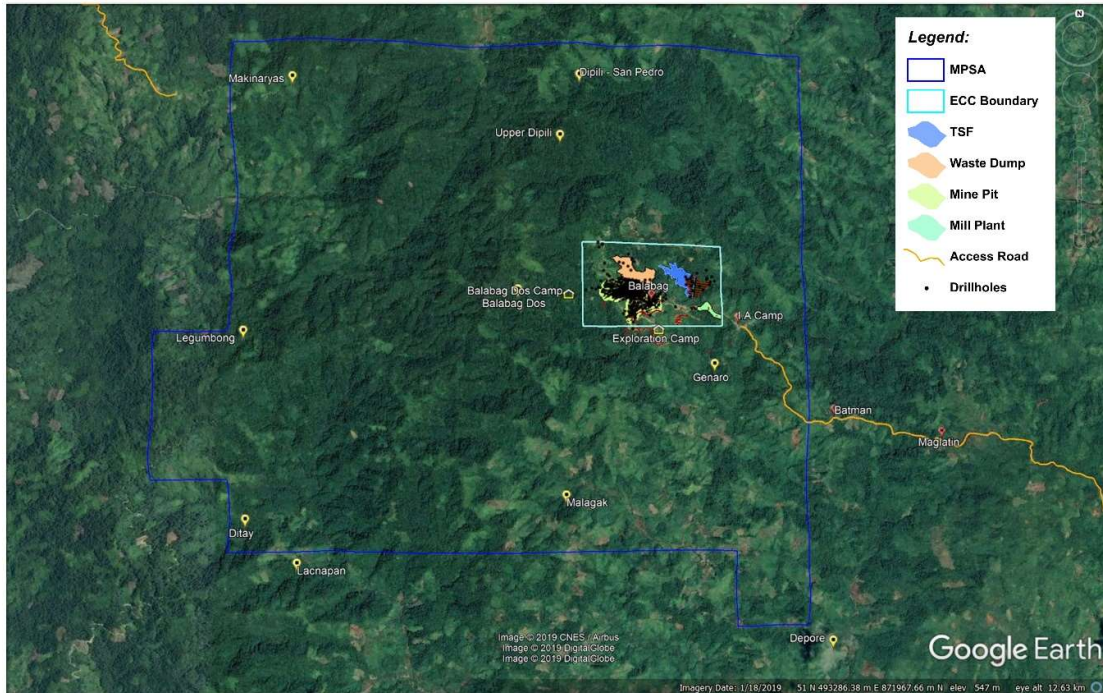 Legend:
MPSA
ECC Boundary
TSF
Waste Dump
Mine Pit
Mill Plant
Access Road
Drillholes
N
Makinaryas
Dipili - San Pedro
Upper Dipili
Balabag Dos Camp
Balabag Dos
Balabag
I.A Camp
Legumbong
Exploration Camp
Genaro
Batman
Maglatin
Malagak
Ditay
Lacnapan
Depore
Image © 2019 CNES / Airbus
Image © 2019 DigitalGlobe
Image © 2019 DigitalGlobe
Google Earth
Imagery Date: 1/18/2019 51 N 493286.38 m E 871967.66 m N elev 547 m eye alt 12.63 km